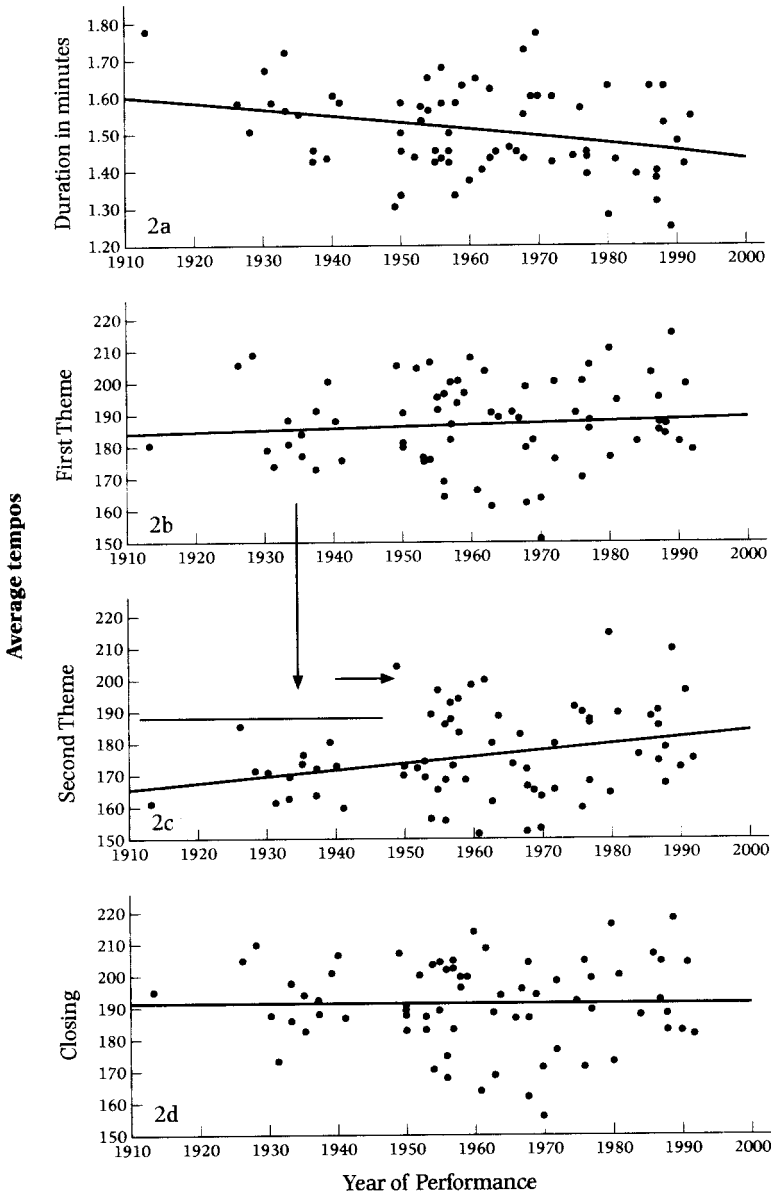 Average tempos
Duration in minutes
1.80
1.70
1.60
1.50
1.40
1.30
1.20
2a
1910 1920 1930 1940 1950 1960 1970 1980 1990 2000
First Theme
220
210
200
190
180
170
160
150
2b
1910 1920 1930 1940 1950 1960 1970 1980 1990 2000
Second Theme
220
210
200
190
180
170
160
150
2c
1910 1920 1930 1940 1950 1960 1970 1980 1990 2000
Closing
220
210
200
190
180
170
160
150
2d
1910 1920 1930 1940 1950 1960 1970 1980 1990 2000
Year of Performance